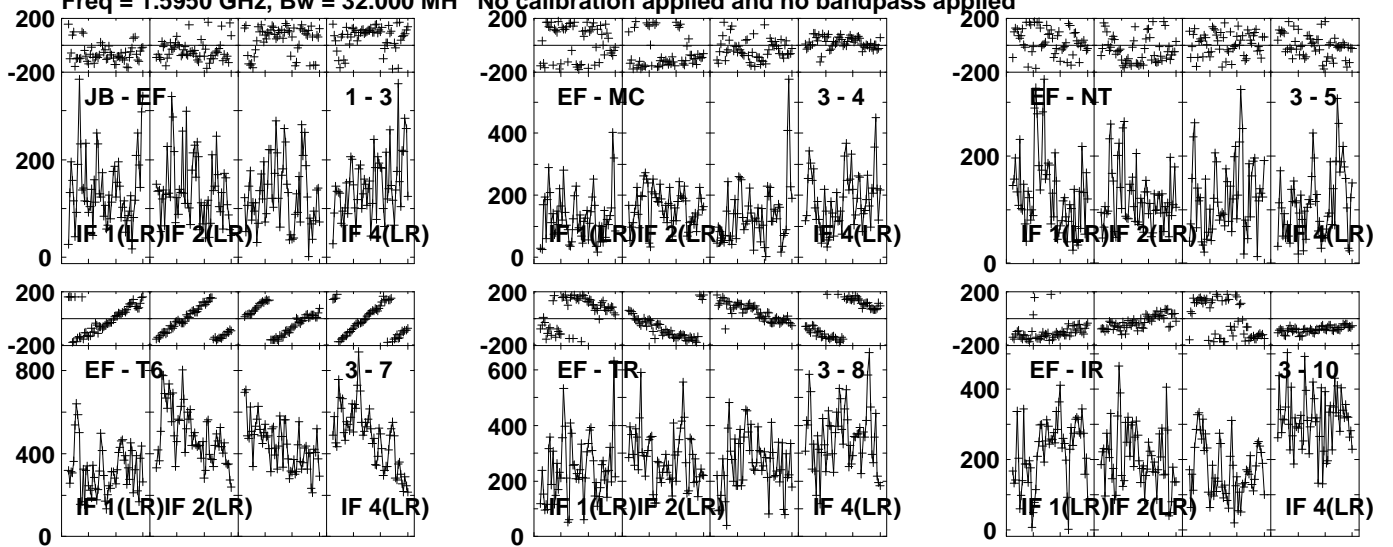 Freq = 1.5950 GHz, Bw = 32.000 MH No calibration applied and no bandpass applied
200
-200
JB - EF 1 - 3
200
0
IF 1(LR) IF 2(LR) IF 4(LR)
200
-200
EF - MC 3 - 4
400
200
0
IF 1(LR) IF 2(LR) IF 4(LR)
200
-200
EF - NT 3 - 5
200
0
IF 1(LR) IF 2(LR) IF 4(LR)
200
-200
EF - T6 3 - 7
800
400
0
IF 1(LR) IF 2(LR) IF 4(LR)
200
-200
EF - TR 3 - 8
600
400
200
0
IF 1(LR) IF 2(LR) IF 4(LR)
200
-200
EF - IR 3 - 10
400
200
0
IF 1(LR) IF 2(LR) IF 4(LR)